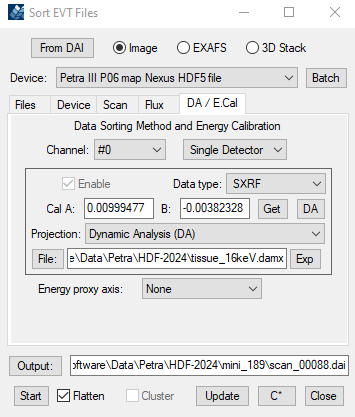 Sort EVT Files
From DAI Image EXAFS 3D Stack
Device: Petra III P06 map Nexus HDF5 file Batch
Files Device Scan Flux DA / E.Cal
Data Sorting Method and Energy Calibration
Channel: #0 Single Detector
Enable Data type: SXRF
Cal A: 0.00999477 B: -0.00382328 Get DA
Projection: Dynamic Analysis (DA)
File: e\Data\Petra\HDF-2024\tissue_16keV.damx Exp
Energy proxy axis: None
Output: oftware\Data\Petra\HDF-2024\mini_189\scan_00088.dai
Start Flatten Cluster Update C* Close